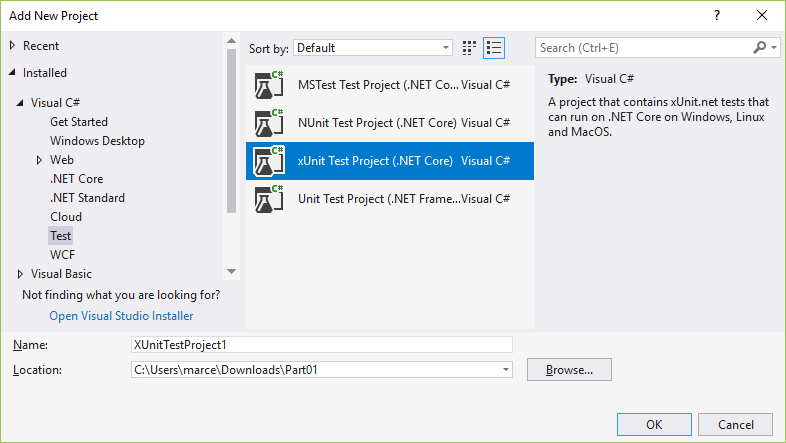 Add New Project
? 
Recent
Installed
Visual C#
Get Started
Windows Desktop
Web
.NET Core
.NET Standard
Cloud
Test
WCF
Visual Basic
Not finding what you are looking for?
Open Visual Studio Installer
Sort by: Default
C# MSTest Test Project (.NET Co... Visual C#
C# NUnit Test Project (.NET Core) Visual C#
C# xUnit Test Project (.NET Core) Visual C#
C# Unit Test Project (.NET Frame... Visual C#
Search (Ctrl+E)
Type: Visual C#
A project that contains xUnit.net tests that
can run on .NET Core on Windows, Linux
and MacOS.
Name: XUnitTestProject1
Location: C:\Users\marce\Downloads\Part01
Browse...
OK Cancel